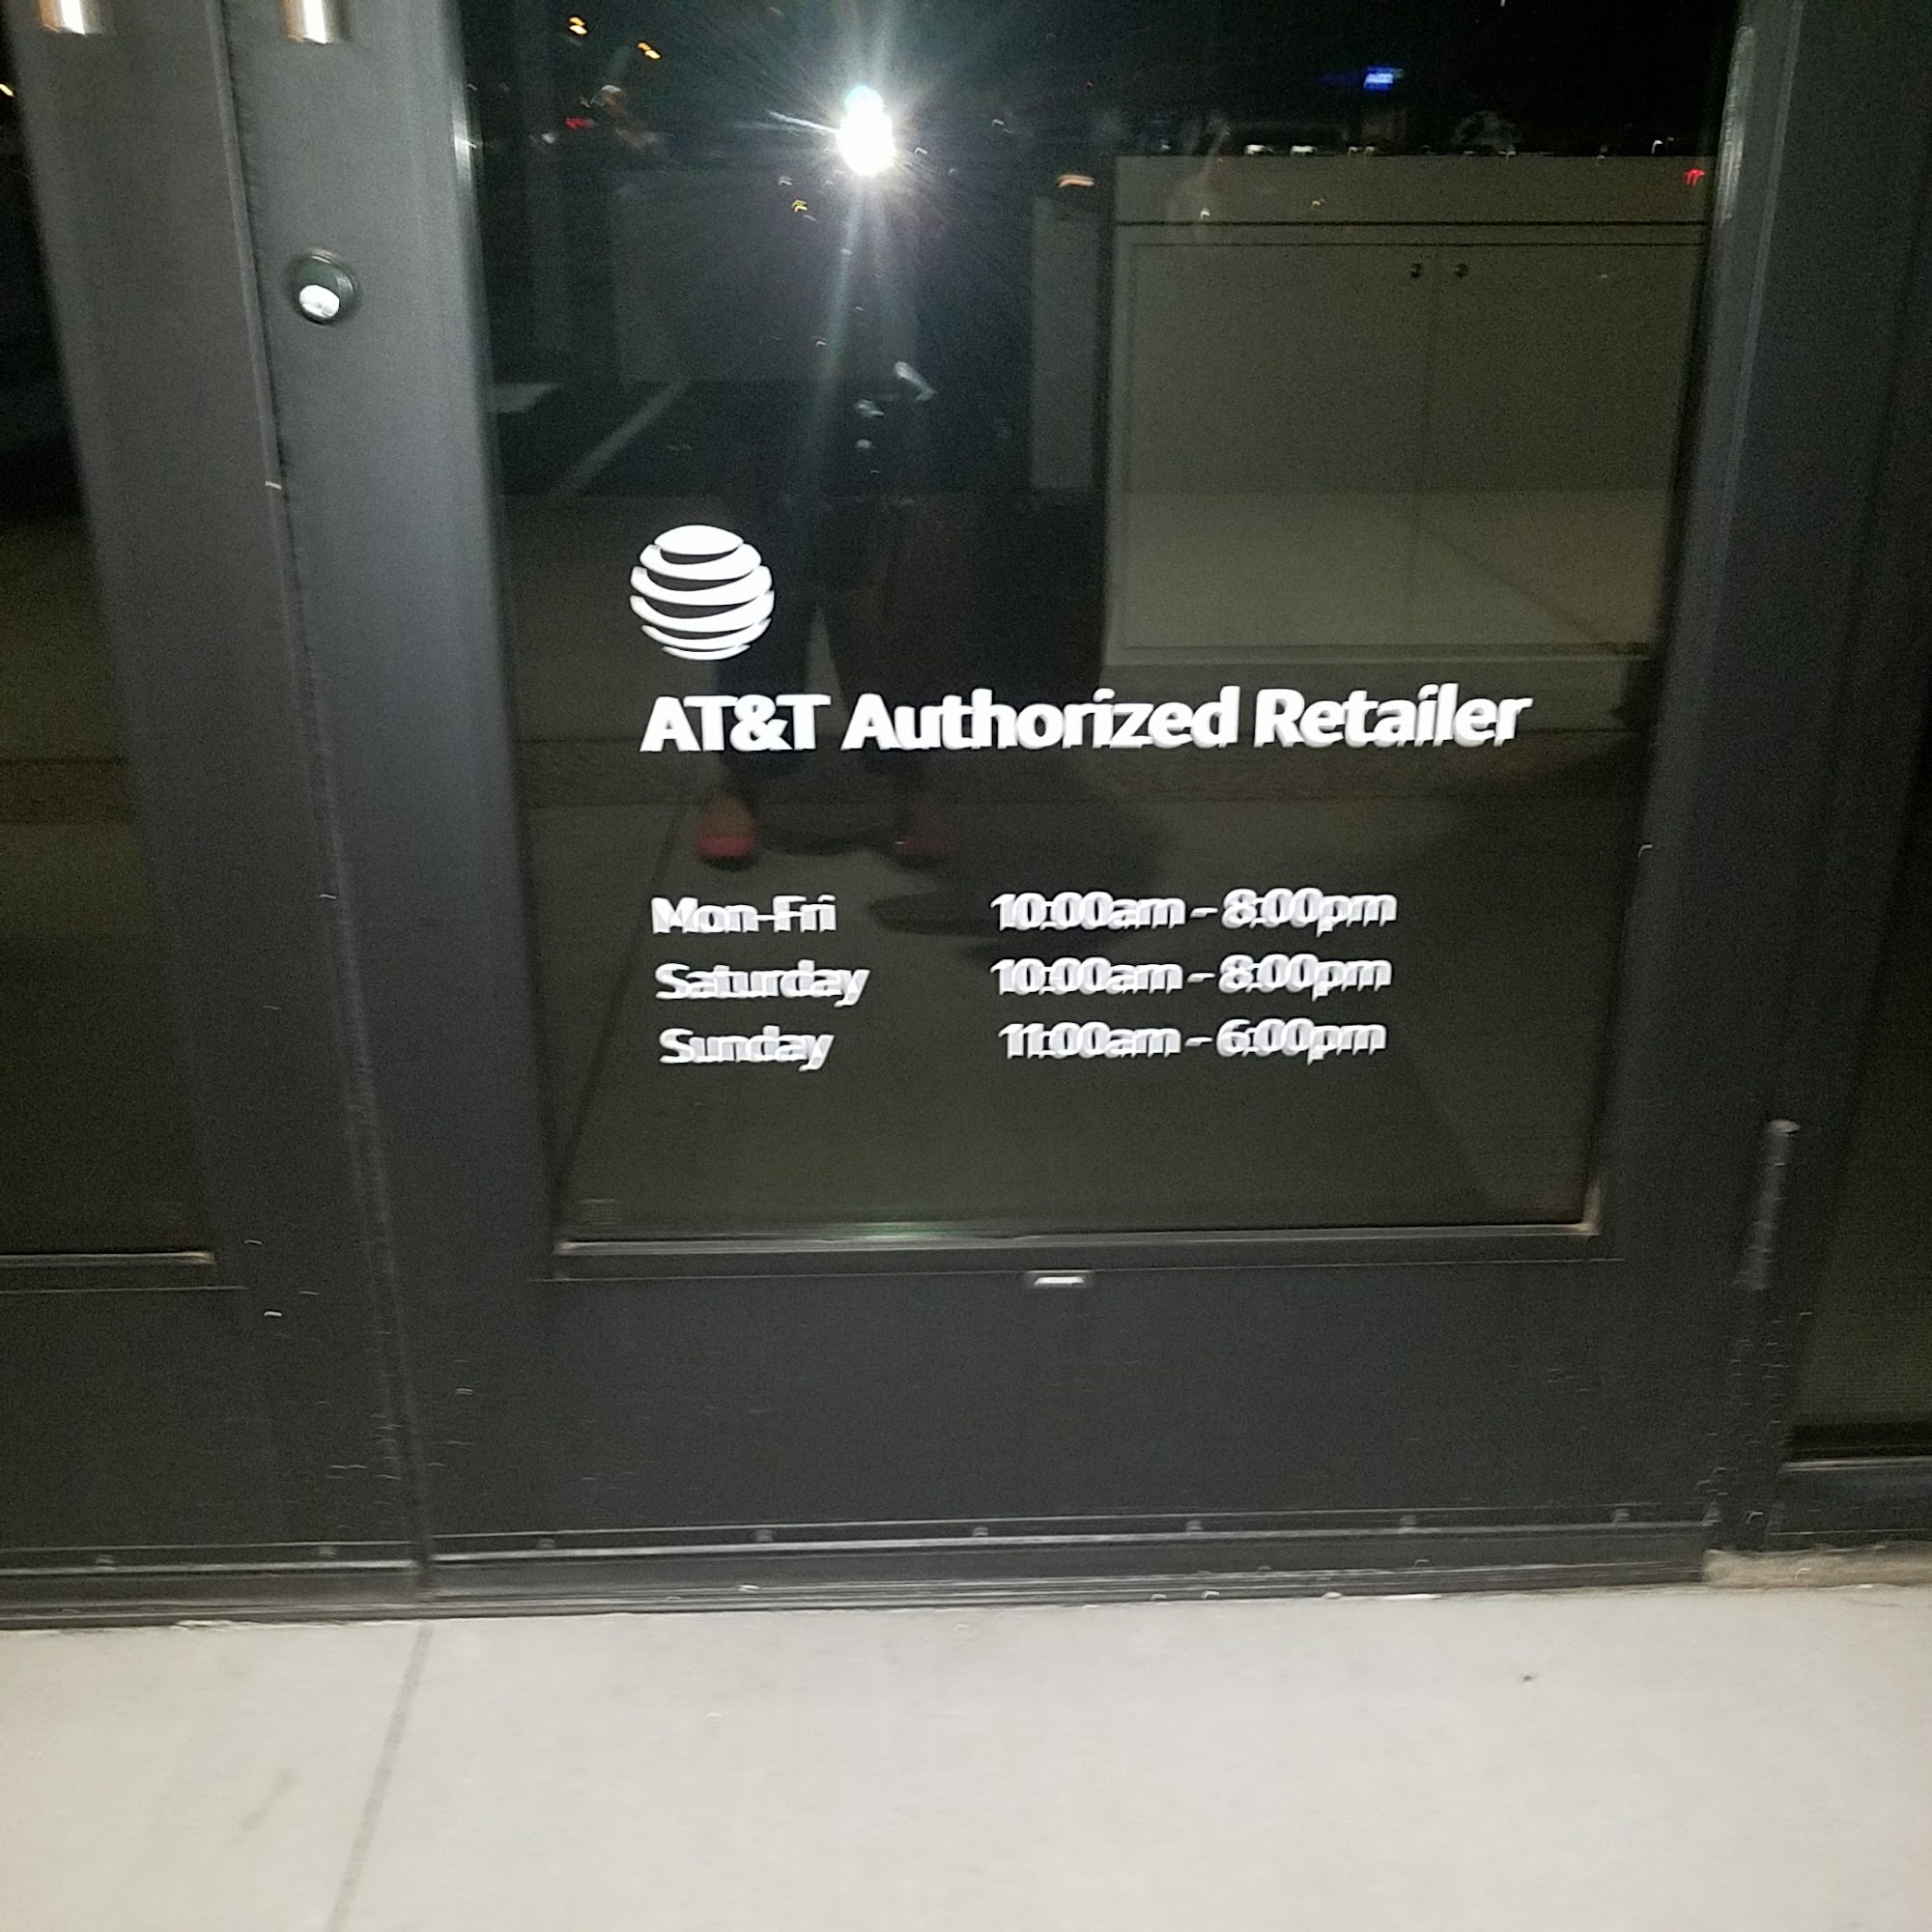 AT&T Authorized Retailer
Mon-Fri 10:00am - 8:00pm
Saturday 10:00am - 8:00pm
Sunday 11:00am - 6:00pm